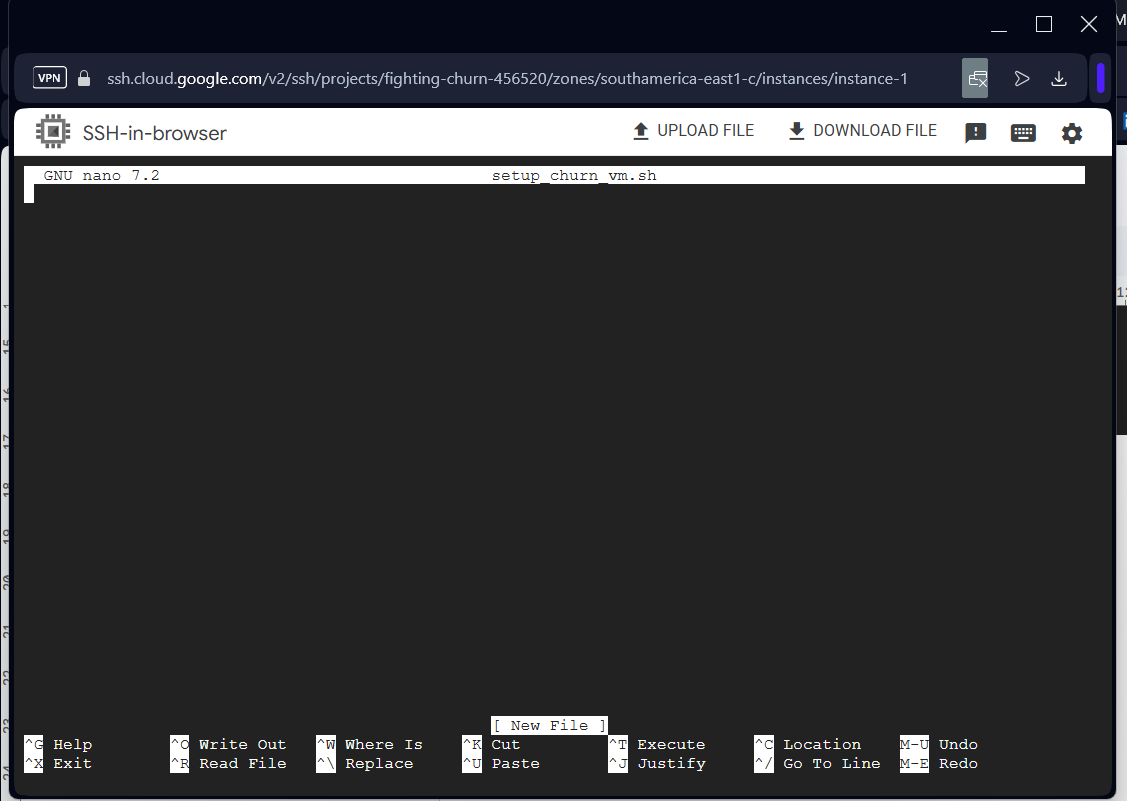 VPN ssh.cloud.google.com/v2/ssh/projects/fighting-churn-456520/zones/southamerica-east1-c/instances/instance-1
SSH-in-browser UPLOAD FILE DOWNLOAD FILE
GNU nano 7.2 setup_churn_vm.sh
[ New File ]
^G Help ^O Write Out ^W Where Is ^K Cut ^T Execute ^C Location M-U Undo
^X Exit ^R Read File ^\ Replace ^U Paste ^J Justify ^/ Go To Line M-E Redo